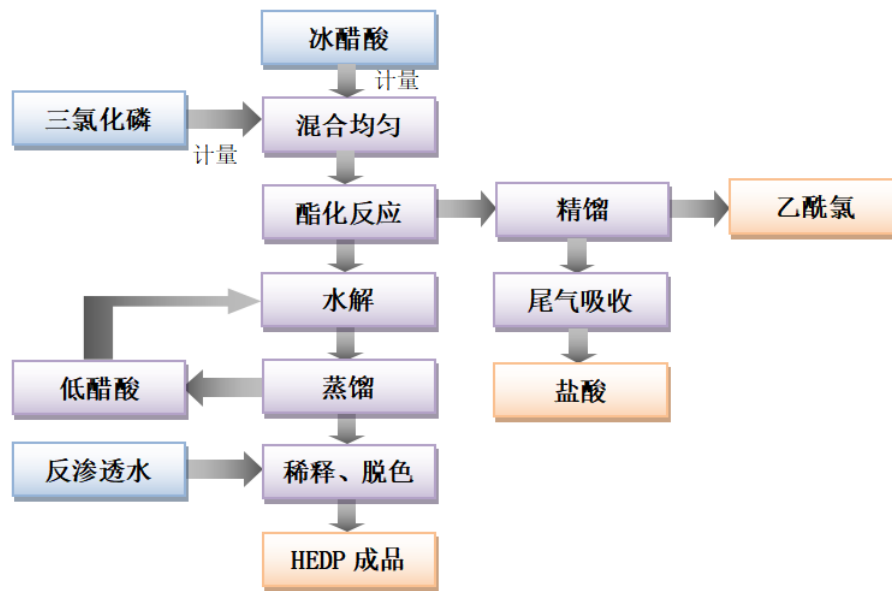 冰醋酸
计量
三氯化磷
计量
混合均匀
酯化反应
精馏
乙酰氯
水解
尾气吸收
低醋酸
蒸馏
盐酸
反渗透水
稀释、脱色
HEDP 成品